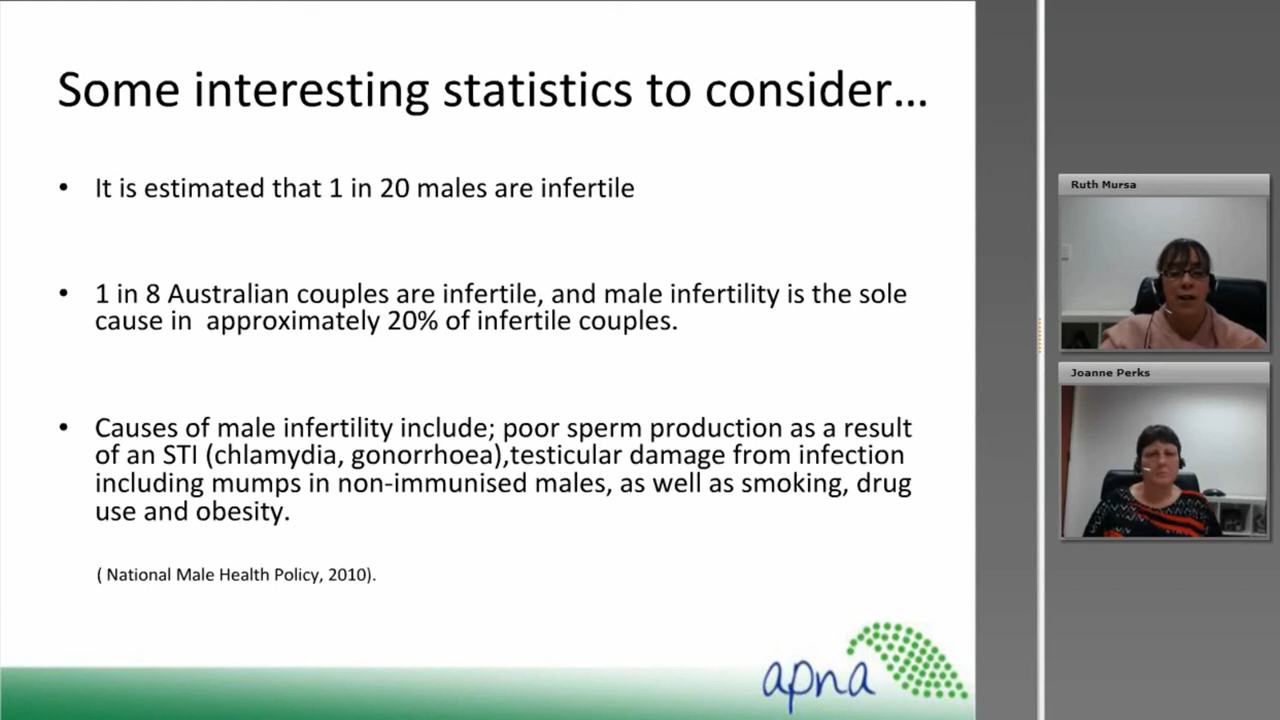 Some interesting statistics to consider...
• It is estimated that 1 in 20 males are infertile
• 1 in 8 Australian couples are infertile, and male infertility is the sole
cause in  approximately 20% of infertile couples.
• Causes of male infertility include; poor sperm production as a result
of an STI (chlamydia, gonorrhoea),testicular damage from infection
including mumps in non-immunised males, as well as smoking, drug
use and obesity.
( National Male Health Policy, 2010).
apna
Ruth Mursa
Joanne Perks